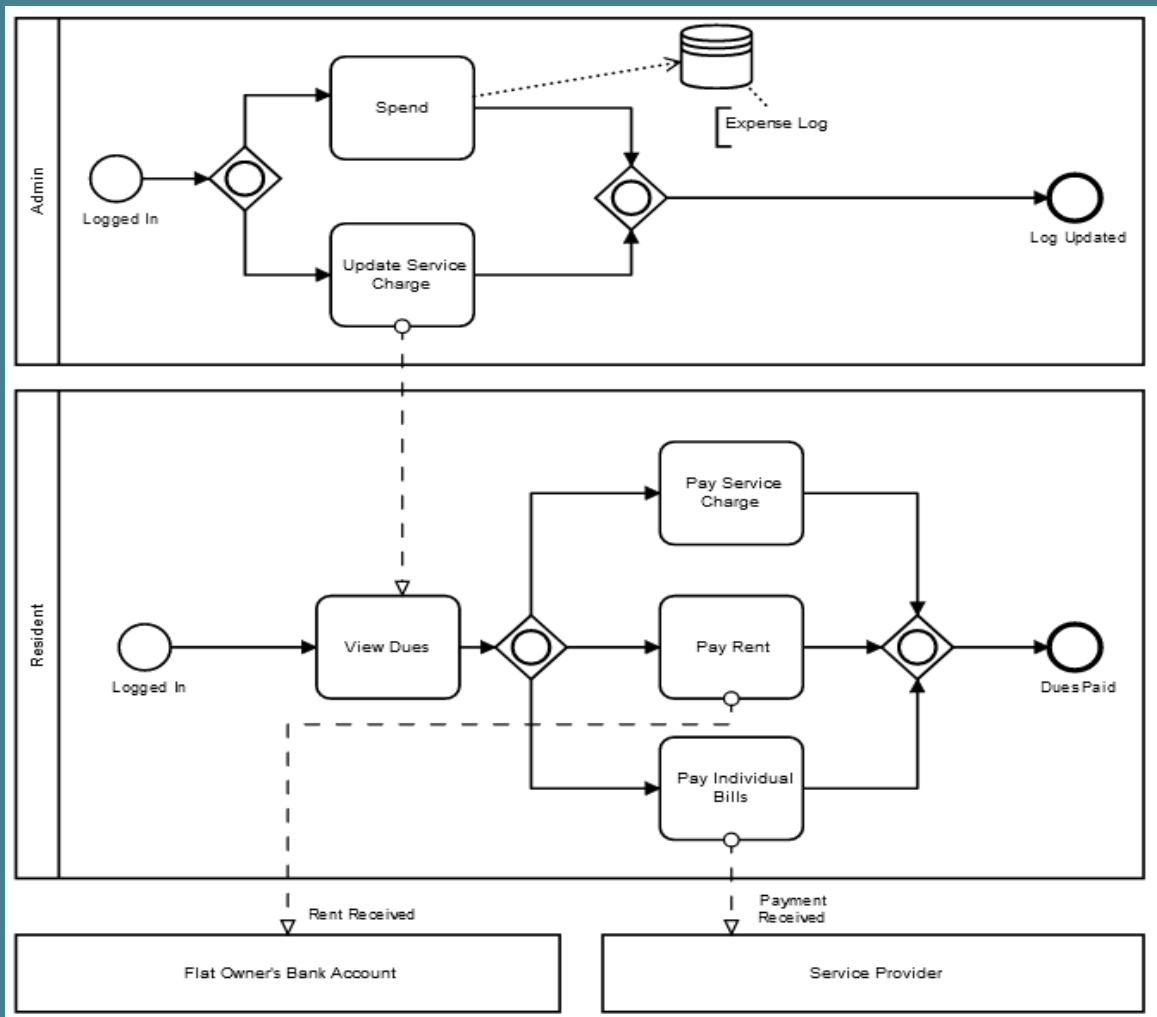 Admin
Spend
Expense Log
Logged In
Log Updated
Update Service
Charge
Resident
Pay Service
Charge
View Dues
Pay Rent
Logged In
Dues Paid
Pay Individual
Bills
Rent Received
Payment
Received
Flat Owner's Bank Account
Service Provider